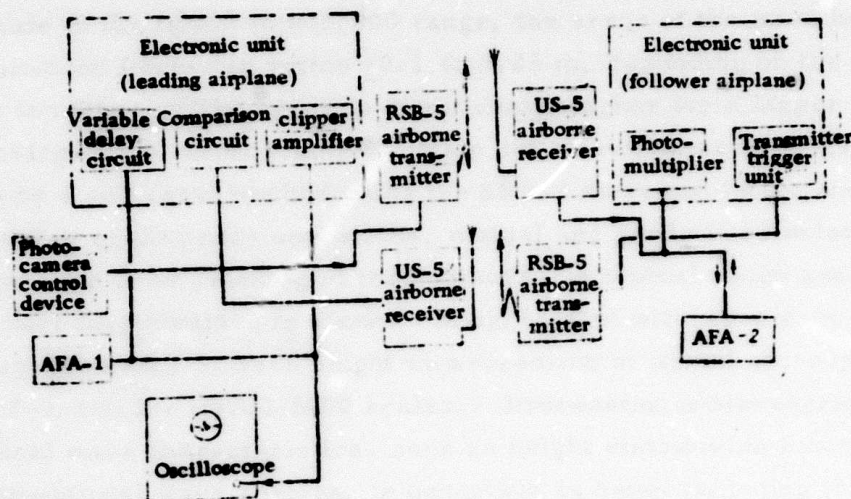 Electronic unit
(leading airplane)
Variable
delay
circuit
Comparison
circuit
clipper
amplifier
RSB-5
airborne
trans-
mitter
US-5
airborne
receiver
Electronic unit
(follower airplane)
Photo-
multiplier
Transmitter
trigger
unit
Photo-
camera
control
device
US-5
airborne
receiver
RSB-5
airborne
trans-
mitter
AFA-1
AFA-2
Oscilloscope